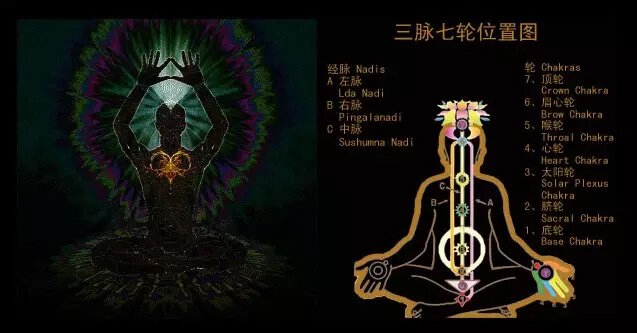 三脉七轮位置图
经脉 Nadis
A 左脉
Lda Nadi
B 右脉
Pingalanadi
C 中脉
Sushumna Nadi
轮 Chakras
7、顶轮
Crown Chakra
6、眉心轮
Brow Chakra
5、喉轮
Throal Chakra
4、心轮
Heart Chakra
3、太阳轮
Solar Plexus
Chakra
2、脐轮
Sacral Chakra
1、底轮
Base Chakra
C
B
A